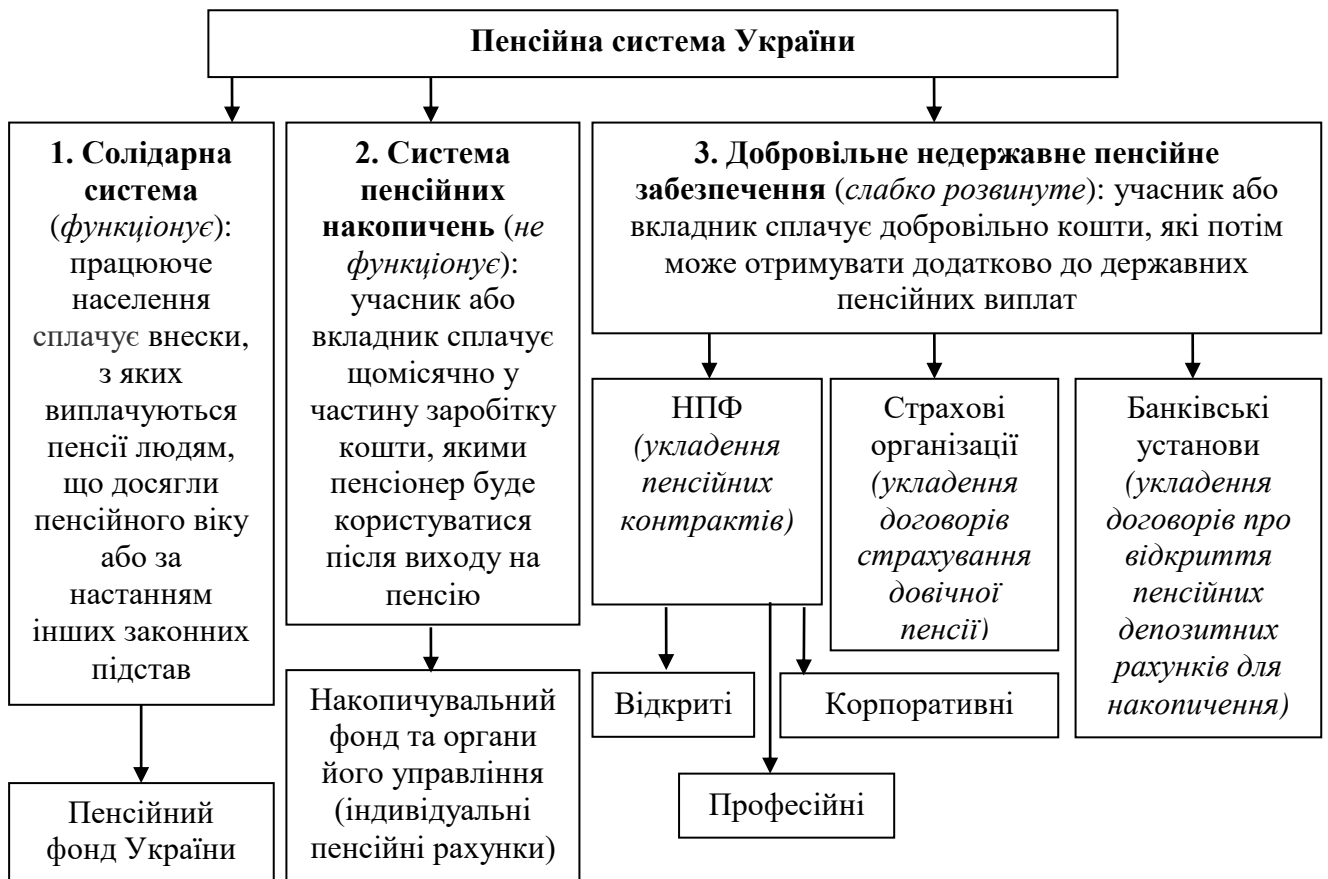 Пенсійна система України
1. Солідарна
система
(функціонує):
працююче
населення
сплачує внески,
з яких
виплачуються
пенсії людям,
що досягли
пенсійного віку
або за
настанням
інших законних
підстав
Пенсійний
фонд України
2. Система
пенсійних
накопичень (не
функціонує):
учасник або
вкладник сплачує
щомісячно у
частину заробітку
кошти, якими
пенсіонер буде
користуватися
після виходу на
пенсію
Накопичувальний
фонд та органи
його управління
(індивідуальні
пенсійні рахунки)
3. Добровільне недержавне пенсійне
забезпечення (слабко розвинуте): учасник або
вкладник сплачує добровільно кошти, які потім
може отримувати додатково до державних
пенсійних виплат
НПФ
(укладення
пенсійних
контрактів)
Відкриті
Професійні
Корпоративні
Страхові
організації
(укладення
договорів
страхування
довічної
пенсії)
Банківські
установи
(укладення
договорів про
відкриття
пенсійних
депозитних
рахунків для
накопичення)